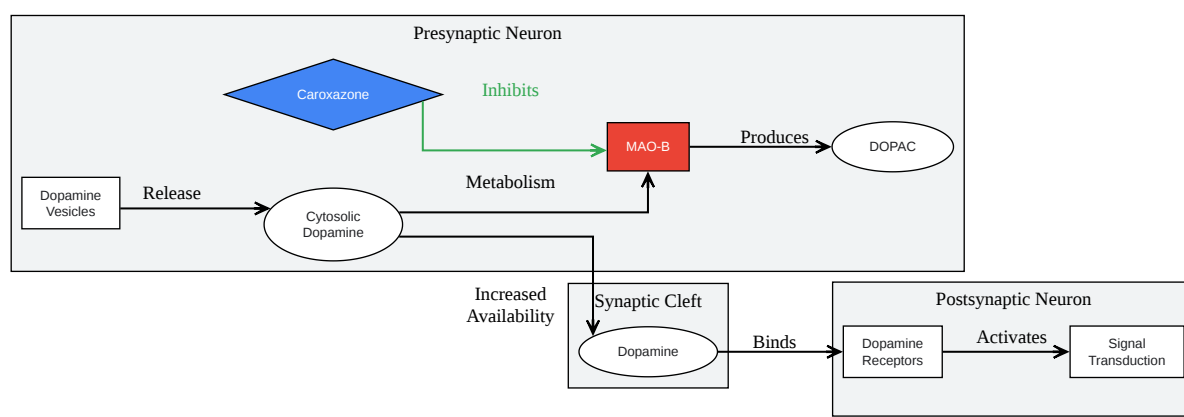 Presynaptic Neuron
Caroxazone
Inhibits
MAO-B
Produces
DOPAC
Metabolism
Dopamine
Vesicles
Release
Cytosolic
Dopamine
Increased
Availability
Synaptic Cleft
Dopamine
Binds
Postsynaptic Neuron
Dopamine
Receptors
Activates
Signal
Transduction